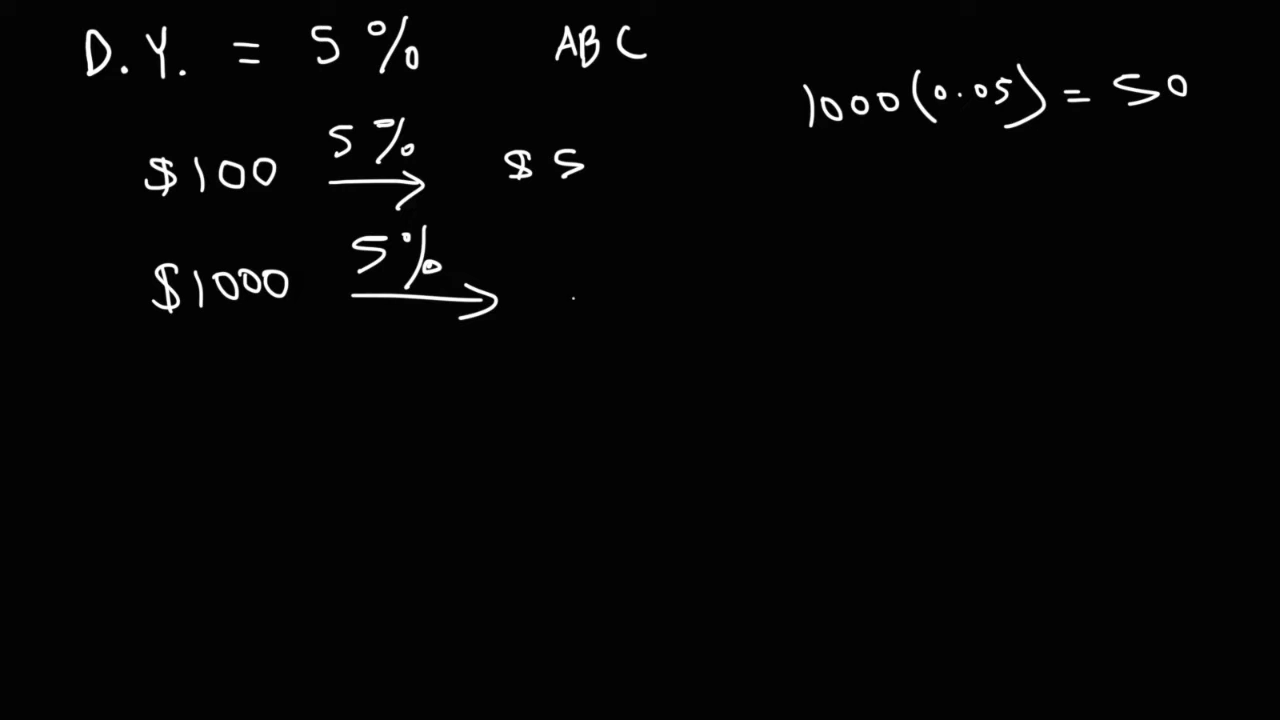 D.Y. = 5% ABC
1000(0.05) = 50
$100 5% → $5
$1000 5% →